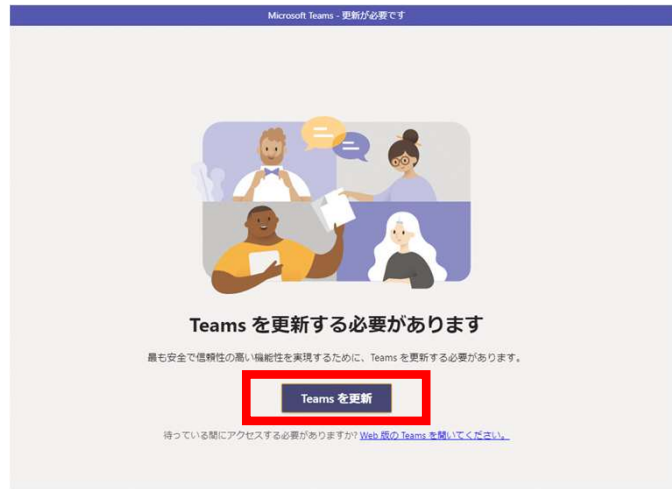 Microsoft Teams - 更新が必要です
Teams を更新する必要があります
最も安全で信頼性の高い機能性を実現するために、Teams を更新する必要があります。
Teams を更新
待っている間にアクセスする必要がありますか? Web 版の Teams を開いてください。